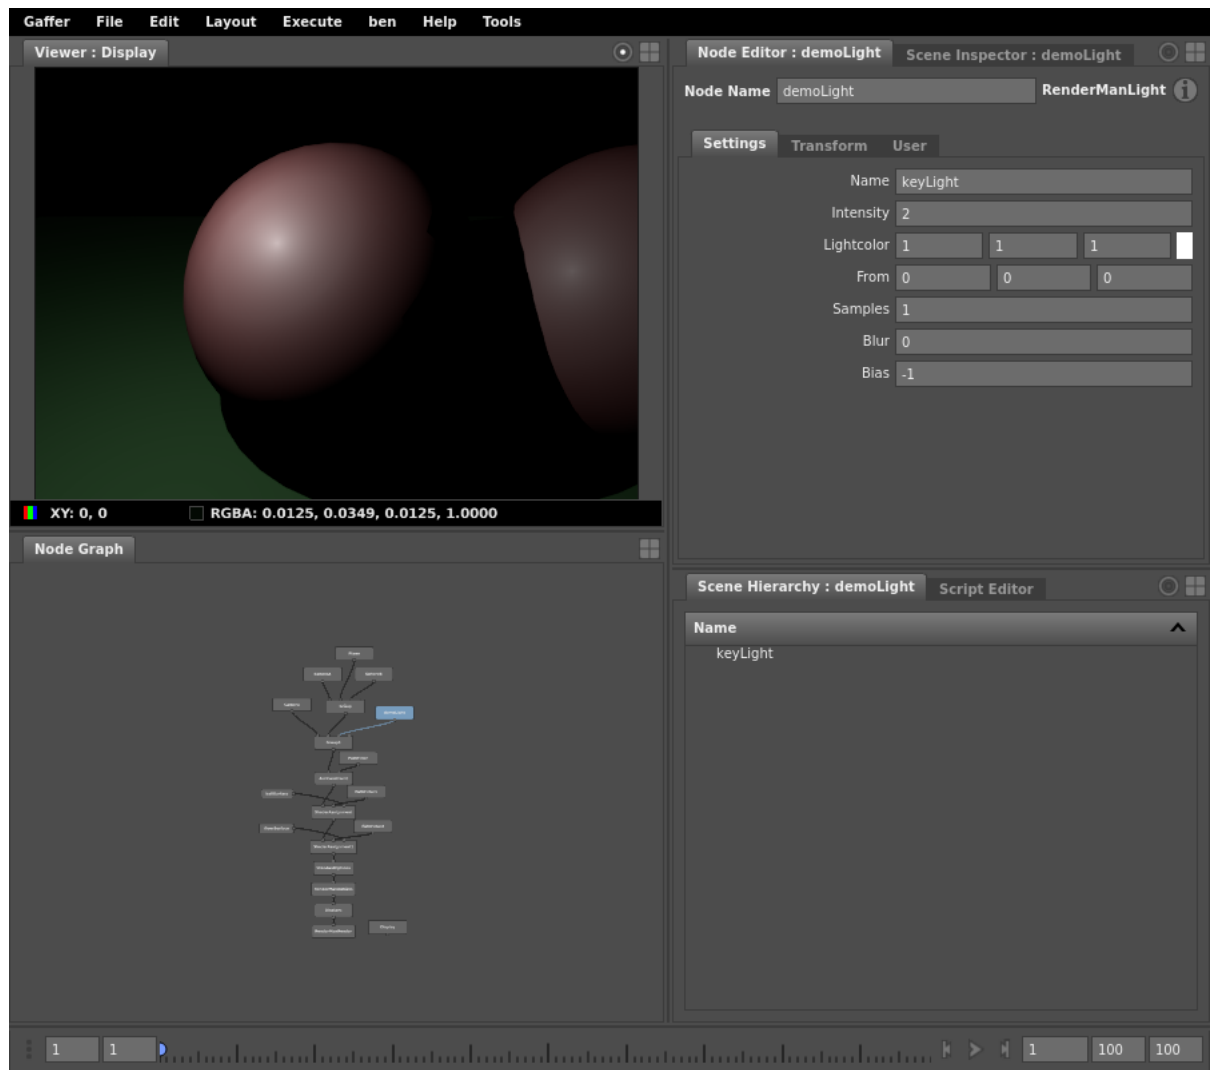 Gaffer File Edit Layout Execute ben Help Tools
Viewer : Display
XY: 0, 0 RGBA: 0.0125, 0.0349, 0.0125, 1.0000
Node Graph
Node Editor : demoLight Scene Inspector : demoLight
Node Name demoLight RenderManLight
Settings Transform User
Name keyLight
Intensity 2
Lightcolor 1 1 1
From 0 0 0
Samples 1
Blur 0
Bias -1
Scene Hierarchy : demoLight Script Editor
Name
keyLight
1 1 1 100 100